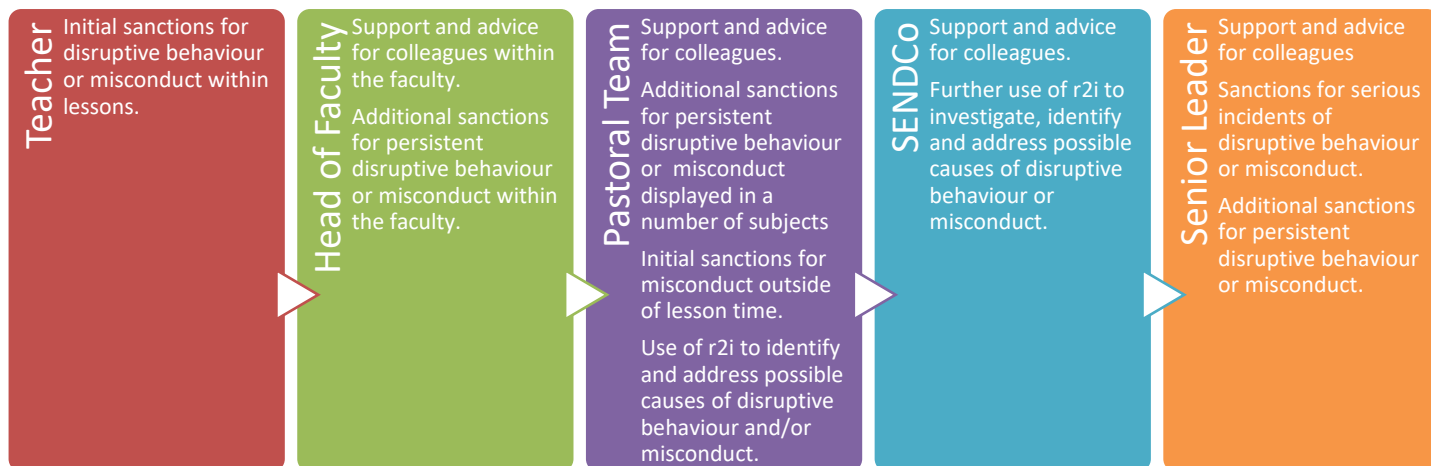 Teacher
Initial sanctions for
disruptive behaviour
or misconduct within
lessons.
Head of Faculty
Support and advice
for colleagues within
the faculty.
Additional sanctions
for persistent
disruptive behaviour
or misconduct within
the faculty.
Pastoral Team
Support and advice
for colleagues.
Additional sanctions
for persistent
disruptive behaviour
or misconduct
displayed in a
number of subjects
Initial sanctions for
misconduct outside
of lesson time.
Use of r2i to identify
and address possible
causes of disruptive
behaviour and/or
misconduct.
SENDCo
Support and advice
for colleagues.
Further use of r2i to
investigate, identify
and address possible
causes of disruptive
behaviour or
misconduct.
Senior Leader
Support and advice
for colleagues
Sanctions for serious
incidents of
disruptive behaviour
or misconduct.
Additional sanctions
for persistent
disruptive behaviour
or misconduct.